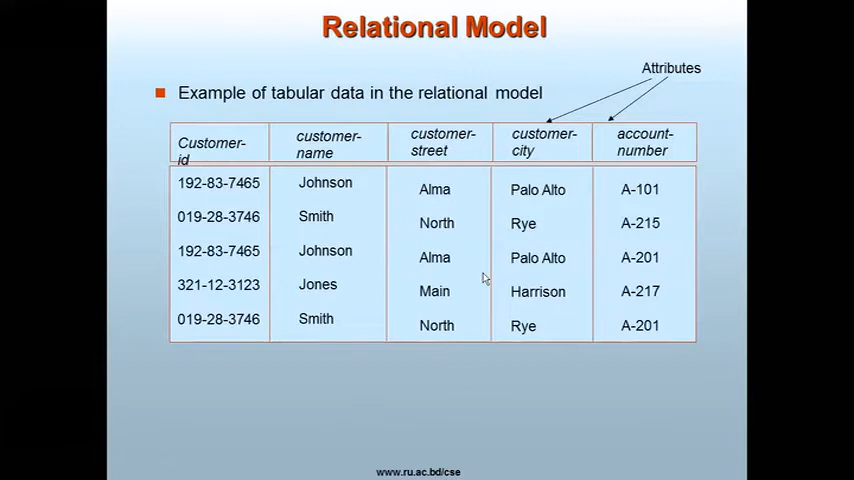 Relational Model
Attributes
Example of tabular data in the relational model
Customer-id customer-name customer-street customer-city account-number
192-83-7465 Johnson Alma Palo Alto A-101
019-28-3746 Smith North Rye A-215
192-83-7465 Johnson Alma Palo Alto A-201
321-12-3123 Jones Main Harrison A-217
019-28-3746 Smith North Rye A-201
www.ru.ac.bd/cse